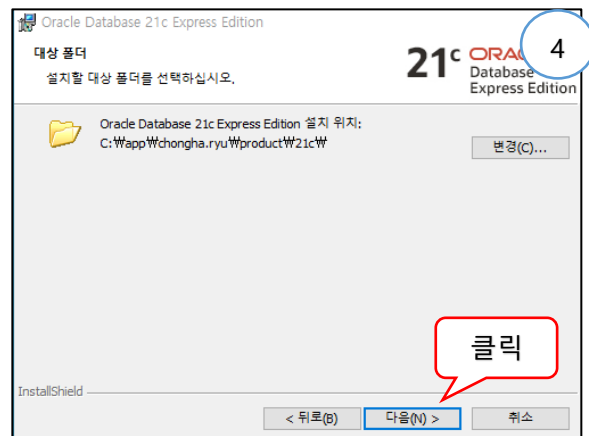 Oracle Database 21c Express Edition
대상 폴더
설치할 대상 폴더를 선택하십시오.
21c
Database
Express Edition
4
Oracle Database 21c Express Edition 설치 위치:
C:₩app₩chongha.ryu₩product₩21c₩
변경(C)...
클릭
InstallShield
< 뒤로(B)
다음(N) >
취소